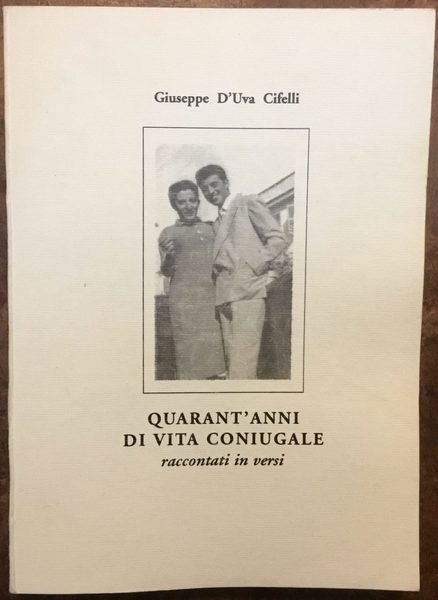 Giuseppe D'Uva Cifelli
QUARANT'ANNI
DI VITA CONIUGALE
raccontati in versi